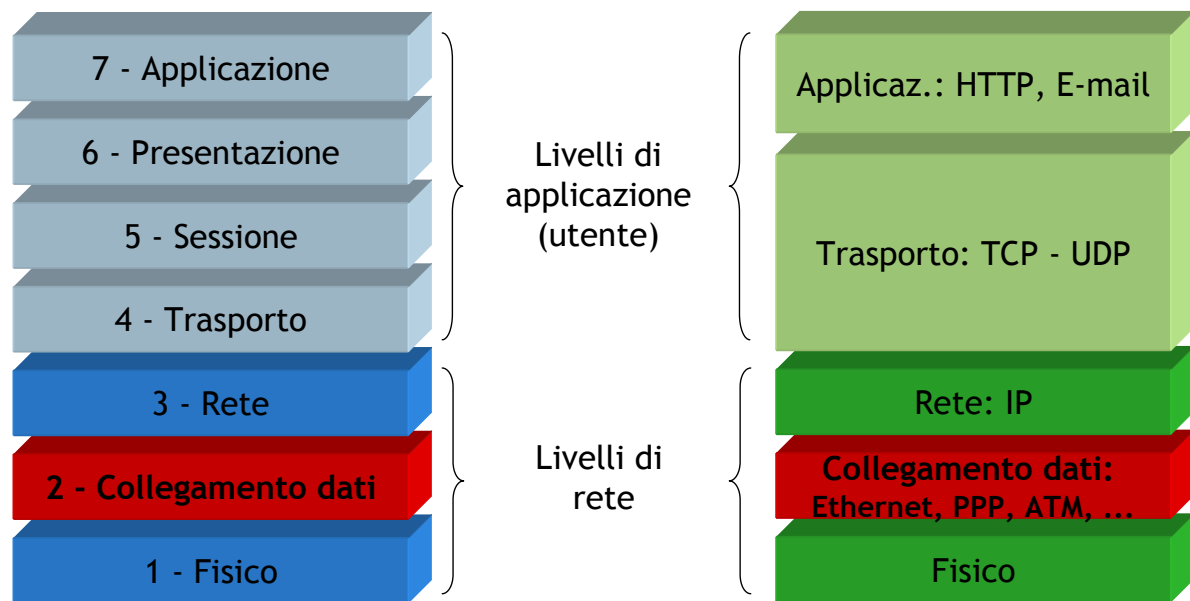 7 - Applicazione
6 - Presentazione
5 - Sessione
4 - Trasporto
3 - Rete
2 - Collegamento dati
1 - Fisico
Livelli di
applicazione
(utente)
Livelli di
rete
Applicaz.: HTTP, E-mail
Trasporto: TCP - UDP
Rete: IP
Collegamento dati:
Ethernet, PPP, ATM, ...
Fisico